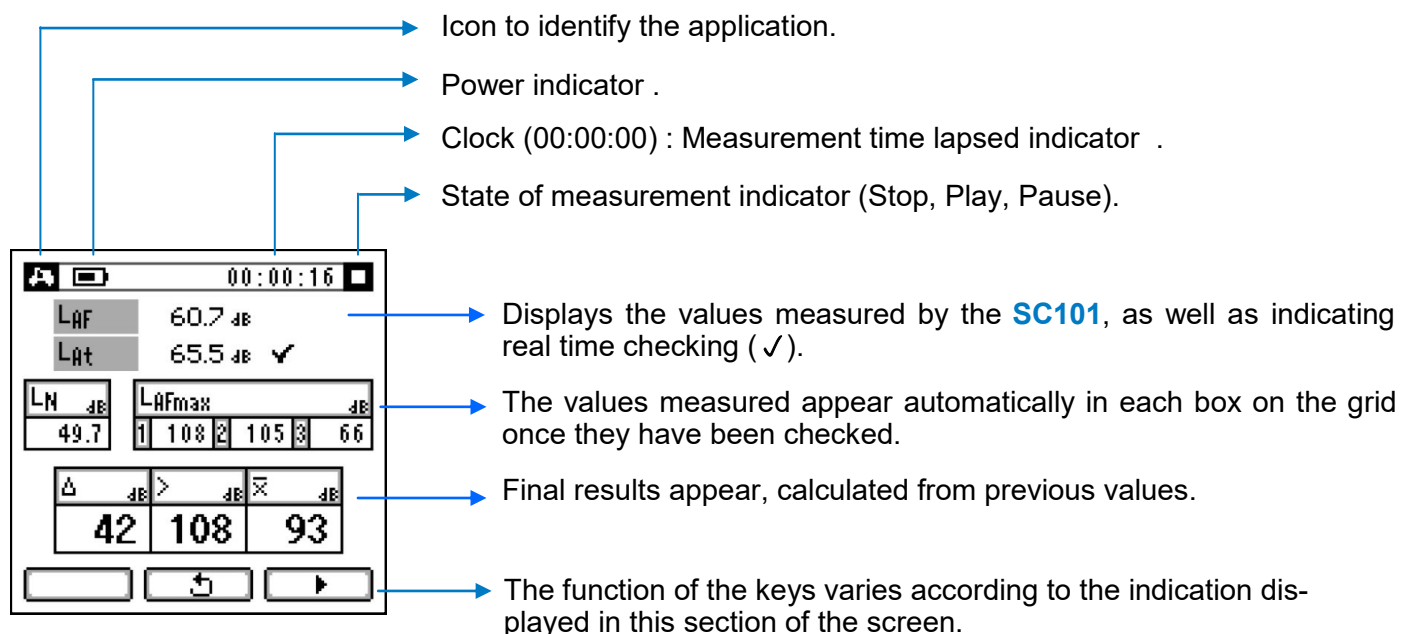 Icon to identify the application.
Power indicator .
Clock (00:00:00) : Measurement time lapsed indicator .
State of measurement indicator (Stop, Play, Pause).
00:00:16
LAF 60.7 dB
LAt 65.5 dB ✓
Displays the values measured by the SC101, as well as indicating
real time checking ( ✓).
LN dB LAFmax dB
49.7 1 108 2 105 3 66
The values measured appear automatically in each box on the grid
once they have been checked.
Δ dB > dB x̅ dB
42 108 93
Final results appear, calculated from previous values.
The function of the keys varies according to the indication dis-
played in this section of the screen.